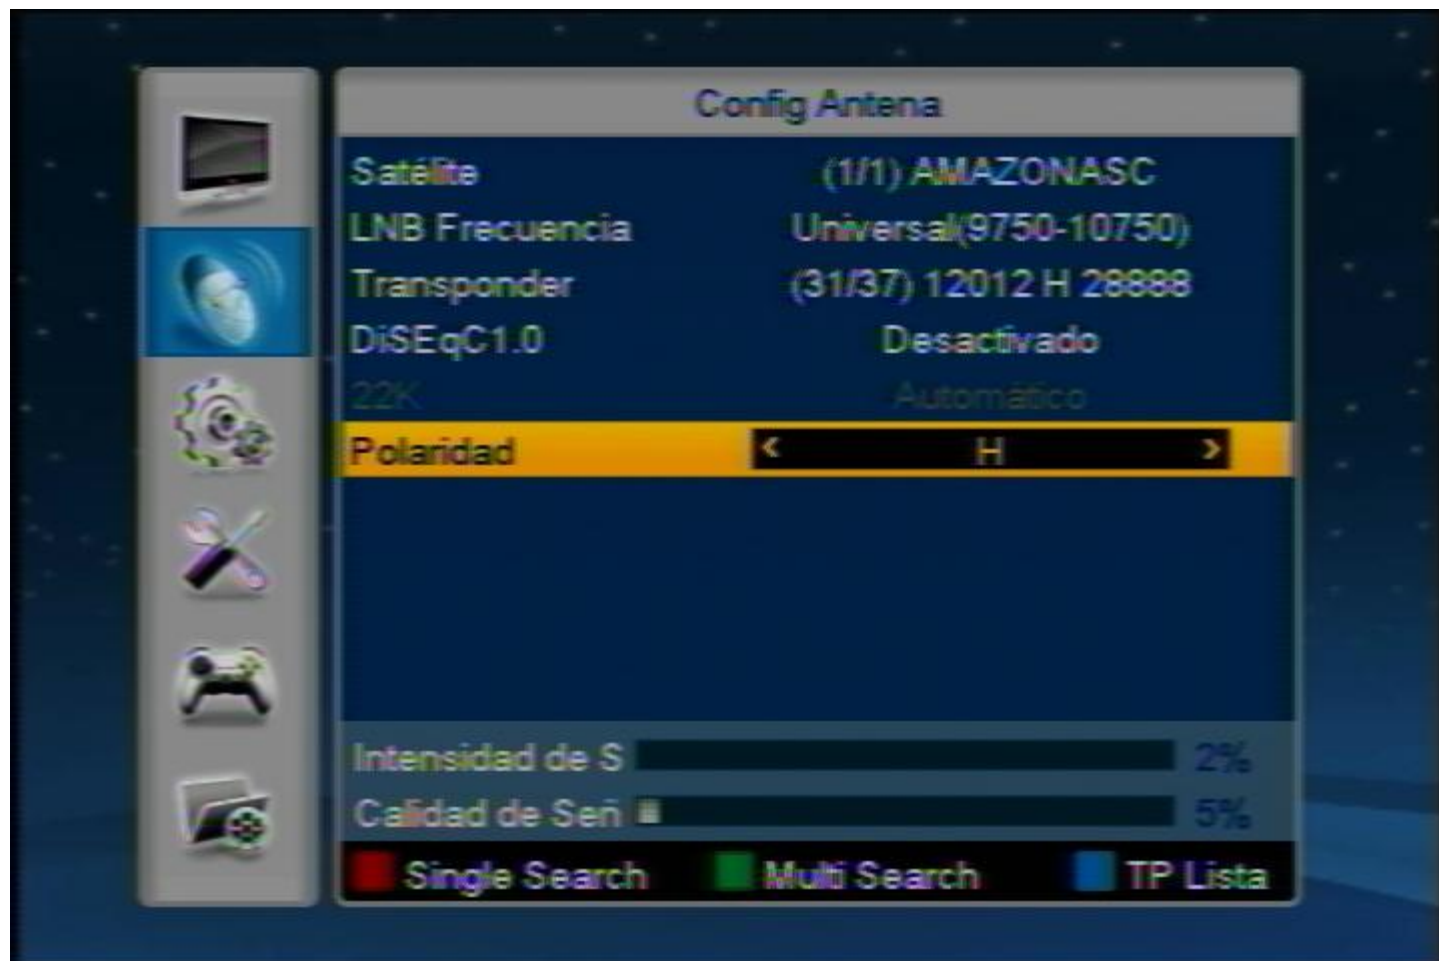 Config Antena
Satélite (1/1) AMAZONASC
LNB Frecuencia Universal(9750-10750)
Transponder (31/37) 12012 H 28888
DiSEqC1.0 Desactivado
22K Automático
Polaridad < H >
Intensidad de S 2%
Calidad de Señ 5%
Single Search Multi Search TP Lista